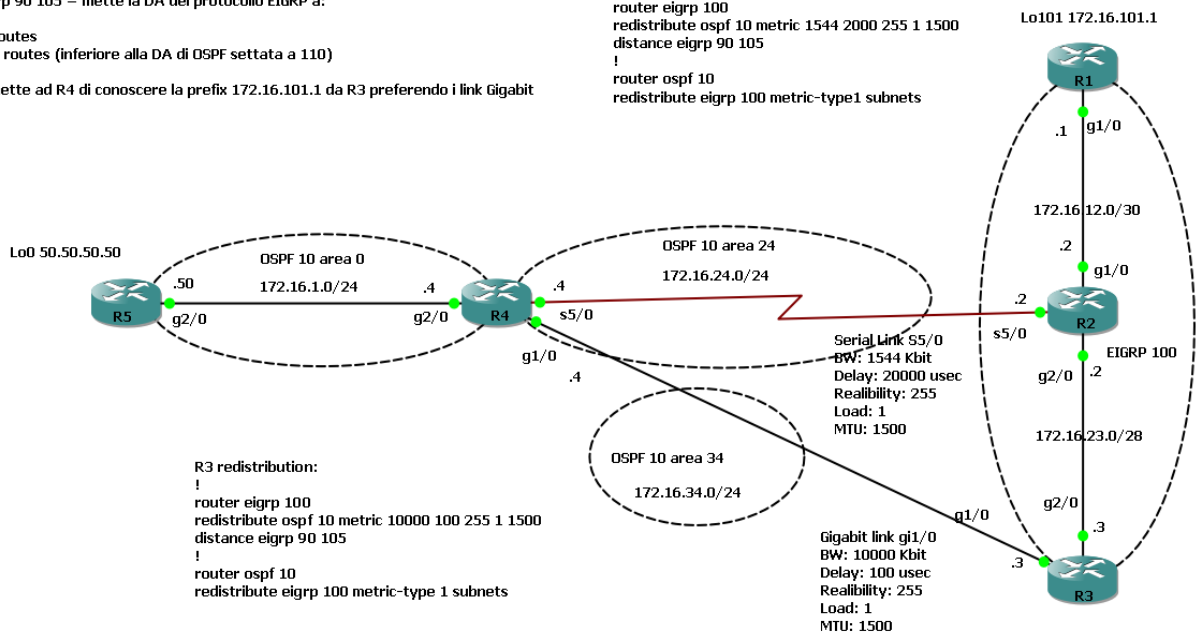 90 105 – mette la DA del protocollo EIGRP a:
routes (inferiore alla DA di OSPF settata a 110)
ad R4 di conoscere la prefix 172.16.101.1 da R3 preferendo i link Gigabit
router eigrp 100
redistribute ospf 10 metric 1544 2000 255 1 1500
distance eigrp 90 105
!
router ospf 10
redistribute eigrp 100 metric-type1 subnets
Lo101 172.16.101.1
R1
.1
g1/0
172.16.12.0/30
.2
g1/0
Lo0 50.50.50.50
OSPF 10 area 0
172.16.1.0/24
.50
.4
R5
g2/0
g2/0
R4
OSPF 10 area 24
172.16.24.0/24
.4
s5/0
.2
s5/0
R2
EIGRP 100
g1/0
.4
Serial Link S5/0
BW: 1544 Kbit
Delay: 20000 usec
Realibility: 255
Load: 1
MTU: 1500
g2/0
.2
172.16.23.0/28
OSPF 10 area 34
172.16.34.0/24
g2/0
.3
g1/0
.3
R3
R3 redistribution:
!
router eigrp 100
redistribute ospf 10 metric 10000 100 255 1 1500
distance eigrp 90 105
!
router ospf 10
redistribute eigrp 100 metric-type 1 subnets
Gigabit link gi1/0
BW: 10000 Kbit
Delay: 100 usec
Realibility: 255
Load: 1
MTU: 1500